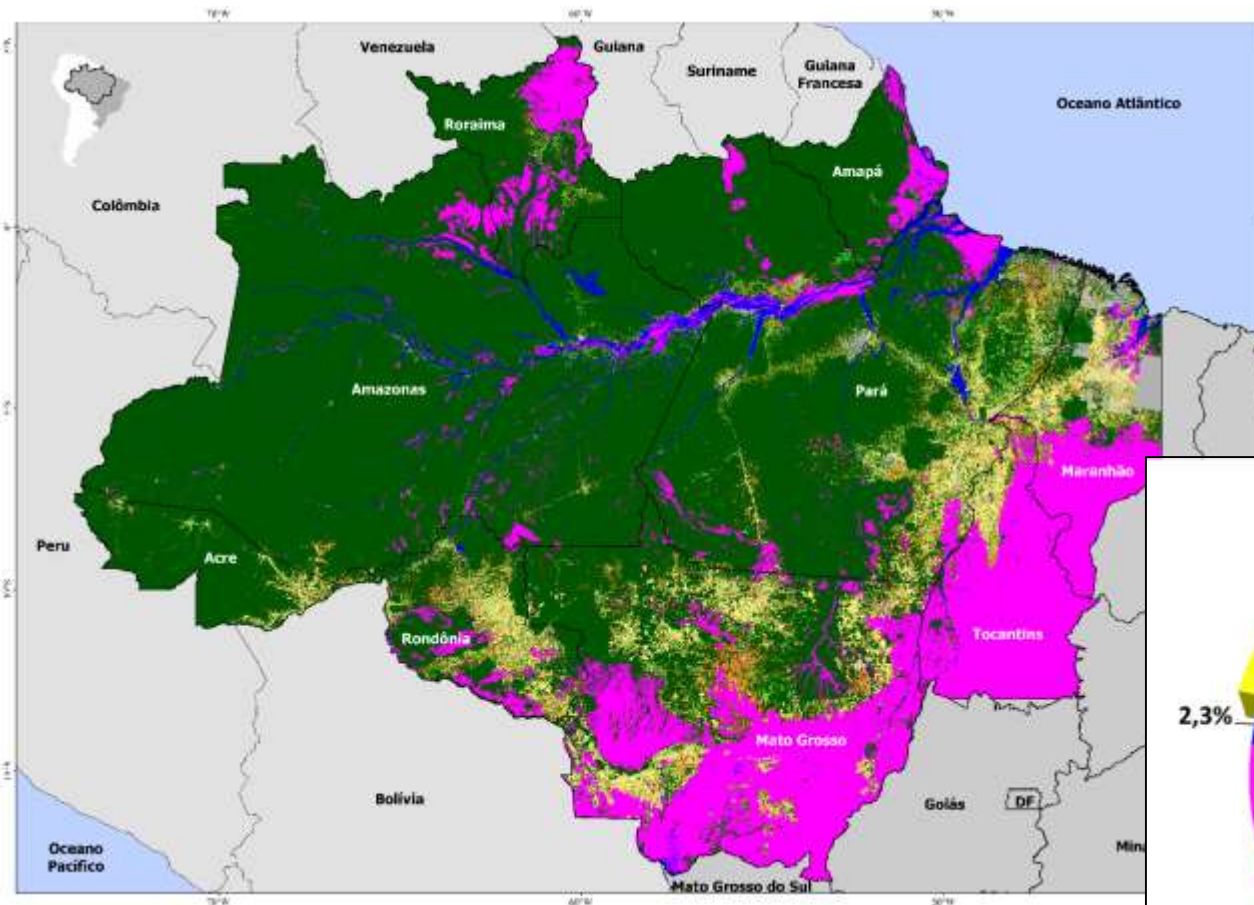 Venezuela
Guiana
Suriname
Guiana
Francesa
Oceano Atlântico
Roraima
Amapá
Colômbia
Amazonas
Pará
Maranhão
Peru
Acre
Rondônia
Tocantins
2,3%
Mato Grosso
Bolívia
Goiás
DF
Oceano
Pacífico
Mina
Mato Grosso do Sul